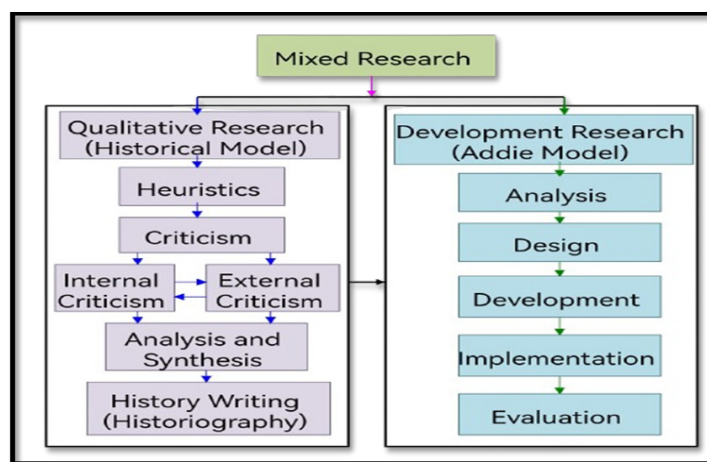 Mixed Research
Qualitative Research
(Historical Model)
Heuristics
Criticism
Internal
Criticism
External
Criticism
Analysis and
Synthesis
History Writing
(Historiography)
Development Research
(Addie Model)
Analysis
Design
Development
Implementation
Evaluation